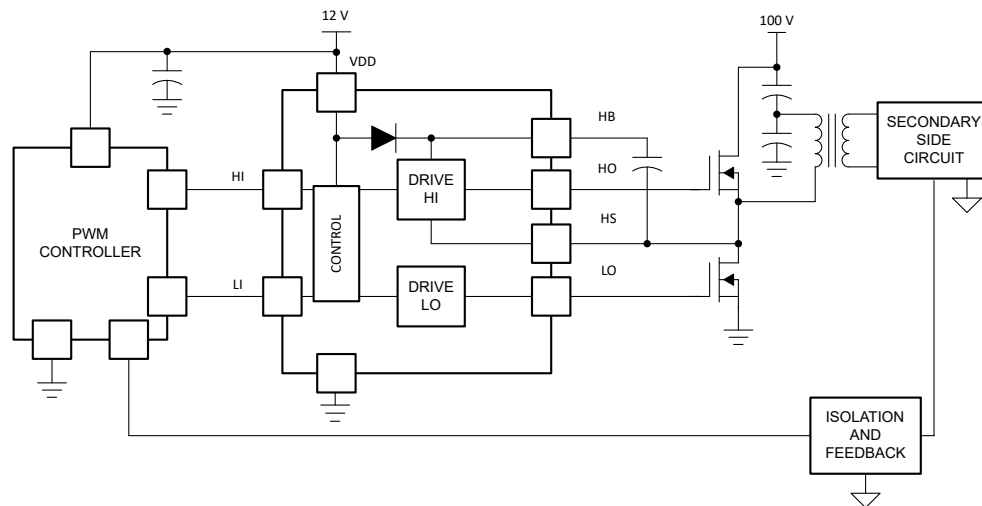 12 V
100 V
VDD
HB
SECONDARY
SIDE
CIRCUIT
HI
DRIVE
HI
HO
PWM
CONTROLLER
CONTROL
HS
LI
DRIVE
LO
LO
ISOLATION
AND
FEEDBACK